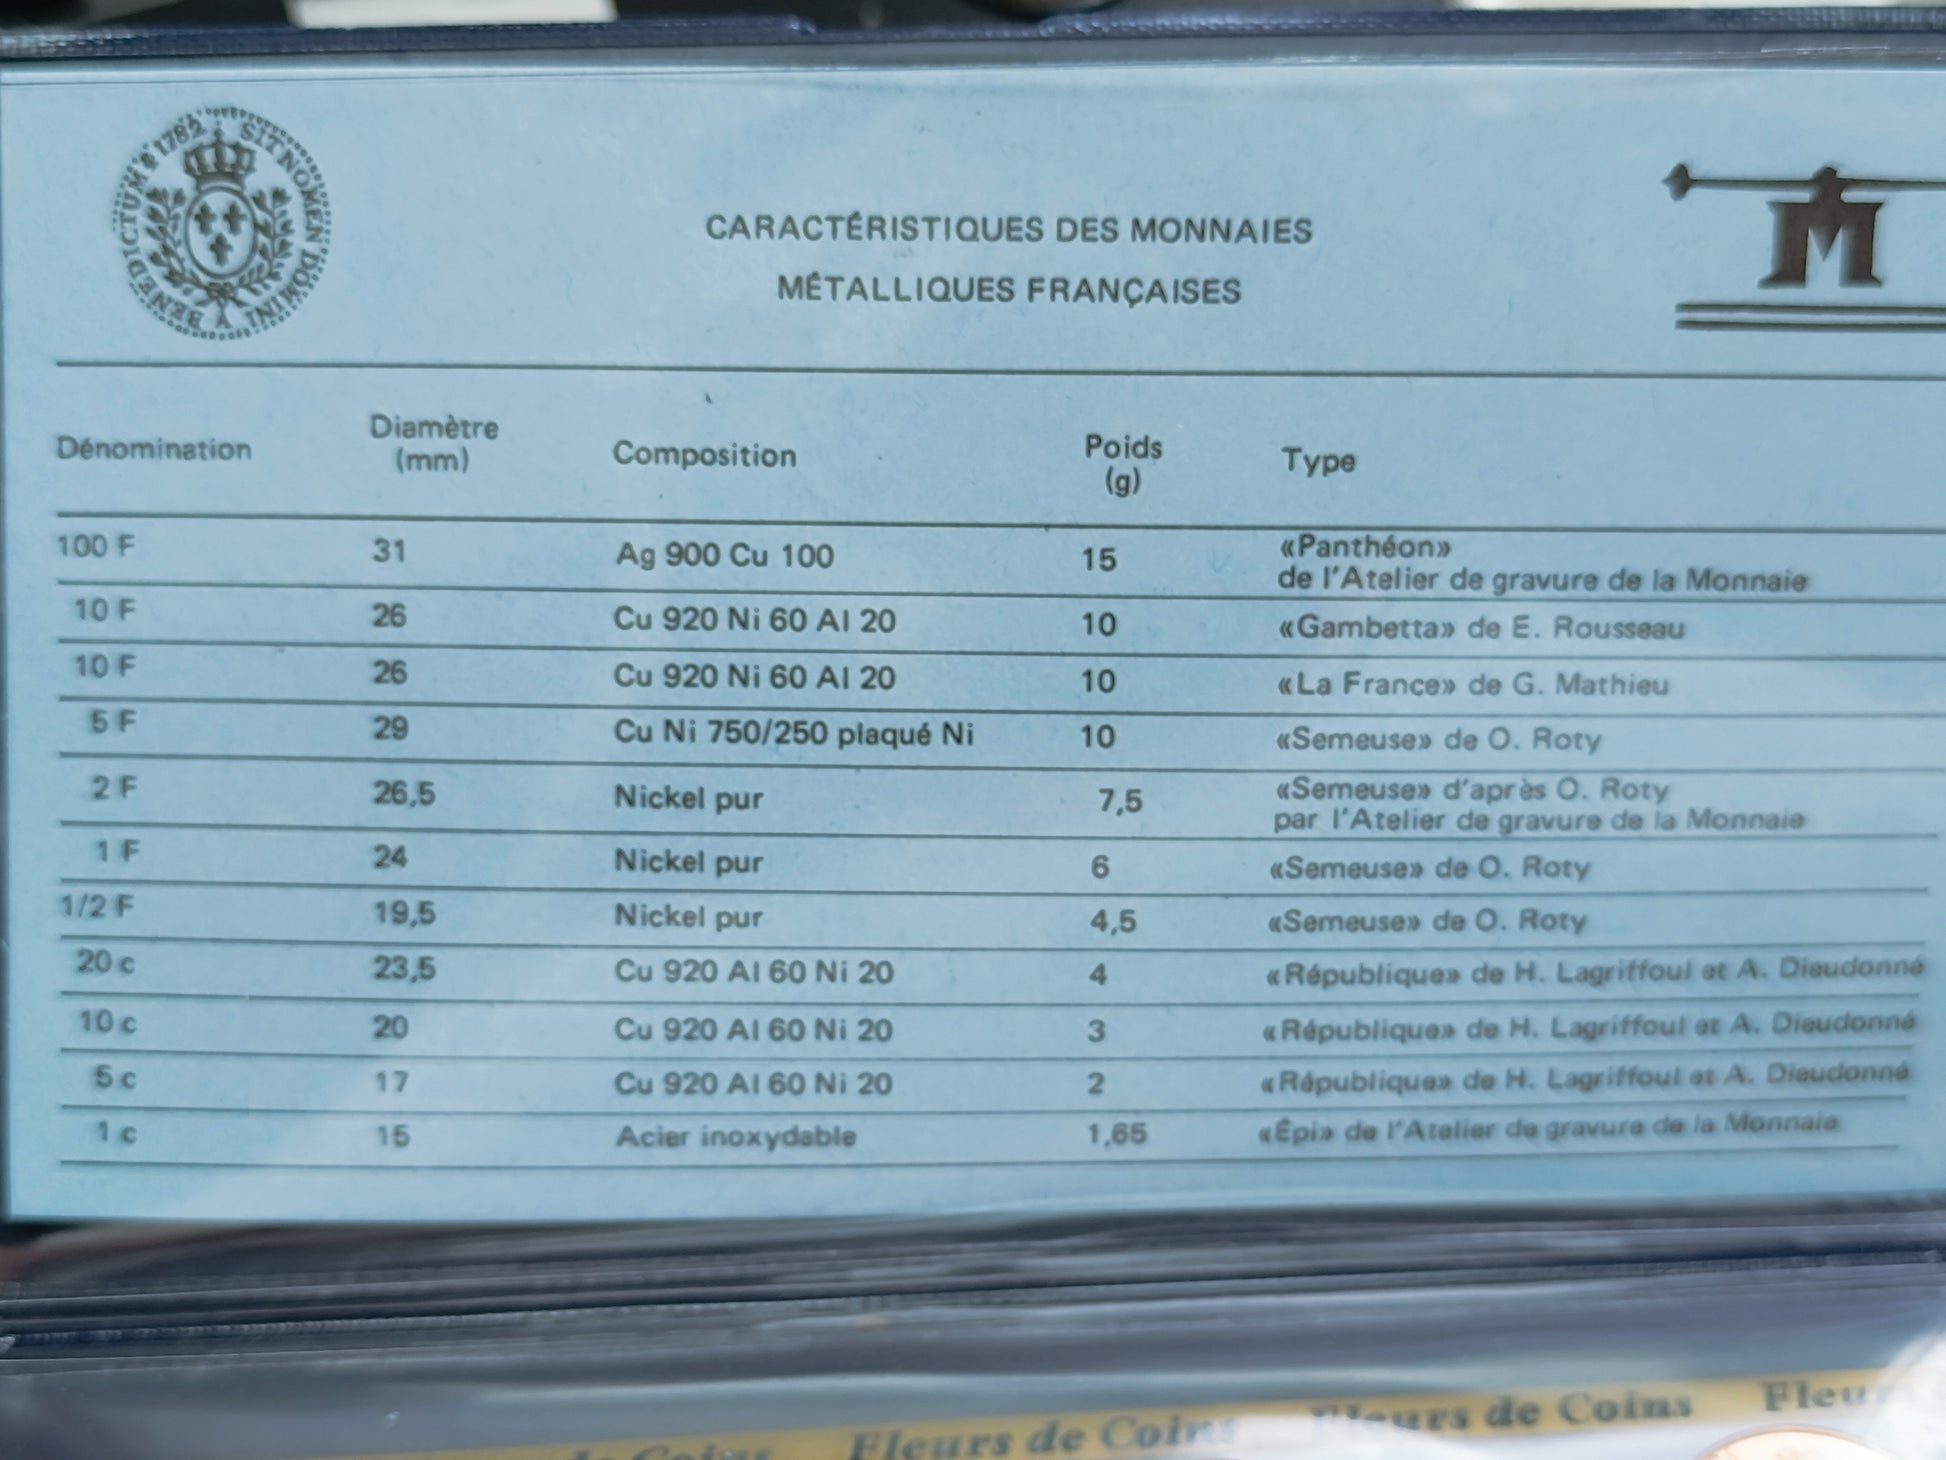 BENEDICTUM 1782 SIT NOMEN DOMINI
M
CARACTÉRISTIQUES DES MONNAIES
MÉTALLIQUES FRANÇAISES
Dénomination Diamètre (mm) Composition Poids (g) Type
100 F 31 Ag 900 Cu 100 15 «Panthéon»
de l'Atelier de gravure de la Monnaie
10 F 26 Cu 920 Ni 60 Al 20 10 «Gambetta» de E. Rousseau
10 F 26 Cu 920 Ni 60 Al 20 10 «La France» de G. Mathieu
5 F 29 Cu Ni 750/250 plaqué Ni 10 «Semeuse» de O. Roty
2 F 26,5 Nickel pur 7,5 «Semeuse» d'après O. Roty
par l'Atelier de gravure de la Monnaie
1 F 24 Nickel pur 6 «Semeuse» de O. Roty
1/2 F 19,5 Nickel pur 4,5 «Semeuse» de O. Roty
20 c 23,5 Cu 920 Al 60 Ni 20 4 «République» de H. Lagriffoul et A. Dieudonné
10 c 20 Cu 920 Al 60 Ni 20 3 «République» de H. Lagriffoul et A. Dieudonné
5 c 17 Cu 920 Al 60 Ni 20 2 «République» de H. Lagriffoul et A. Dieudonné
1 c 15 Acier inoxydable 1,65 «Épi» de l'Atelier de gravure de la Monnaie
de Coins Fleurs de Coins Fleurs de Coins Fleur